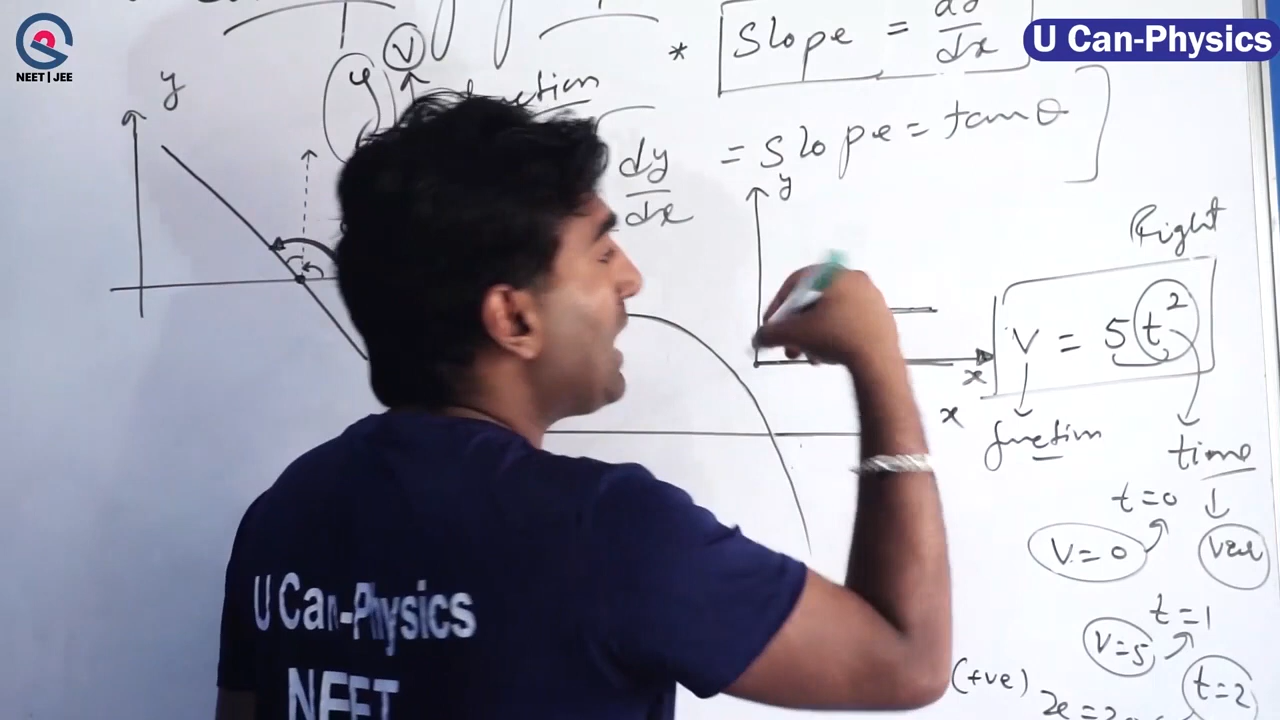 NEET | JEE
U Can-Physics
* Slope = dy/dx
y
V
y
dy/dx = slope = tanθ
y
Right
V = 5t²
x
x
function
time
t=0
V=0
t=1
V=5
(+ve)
t=2
U Can-Physics
NEET